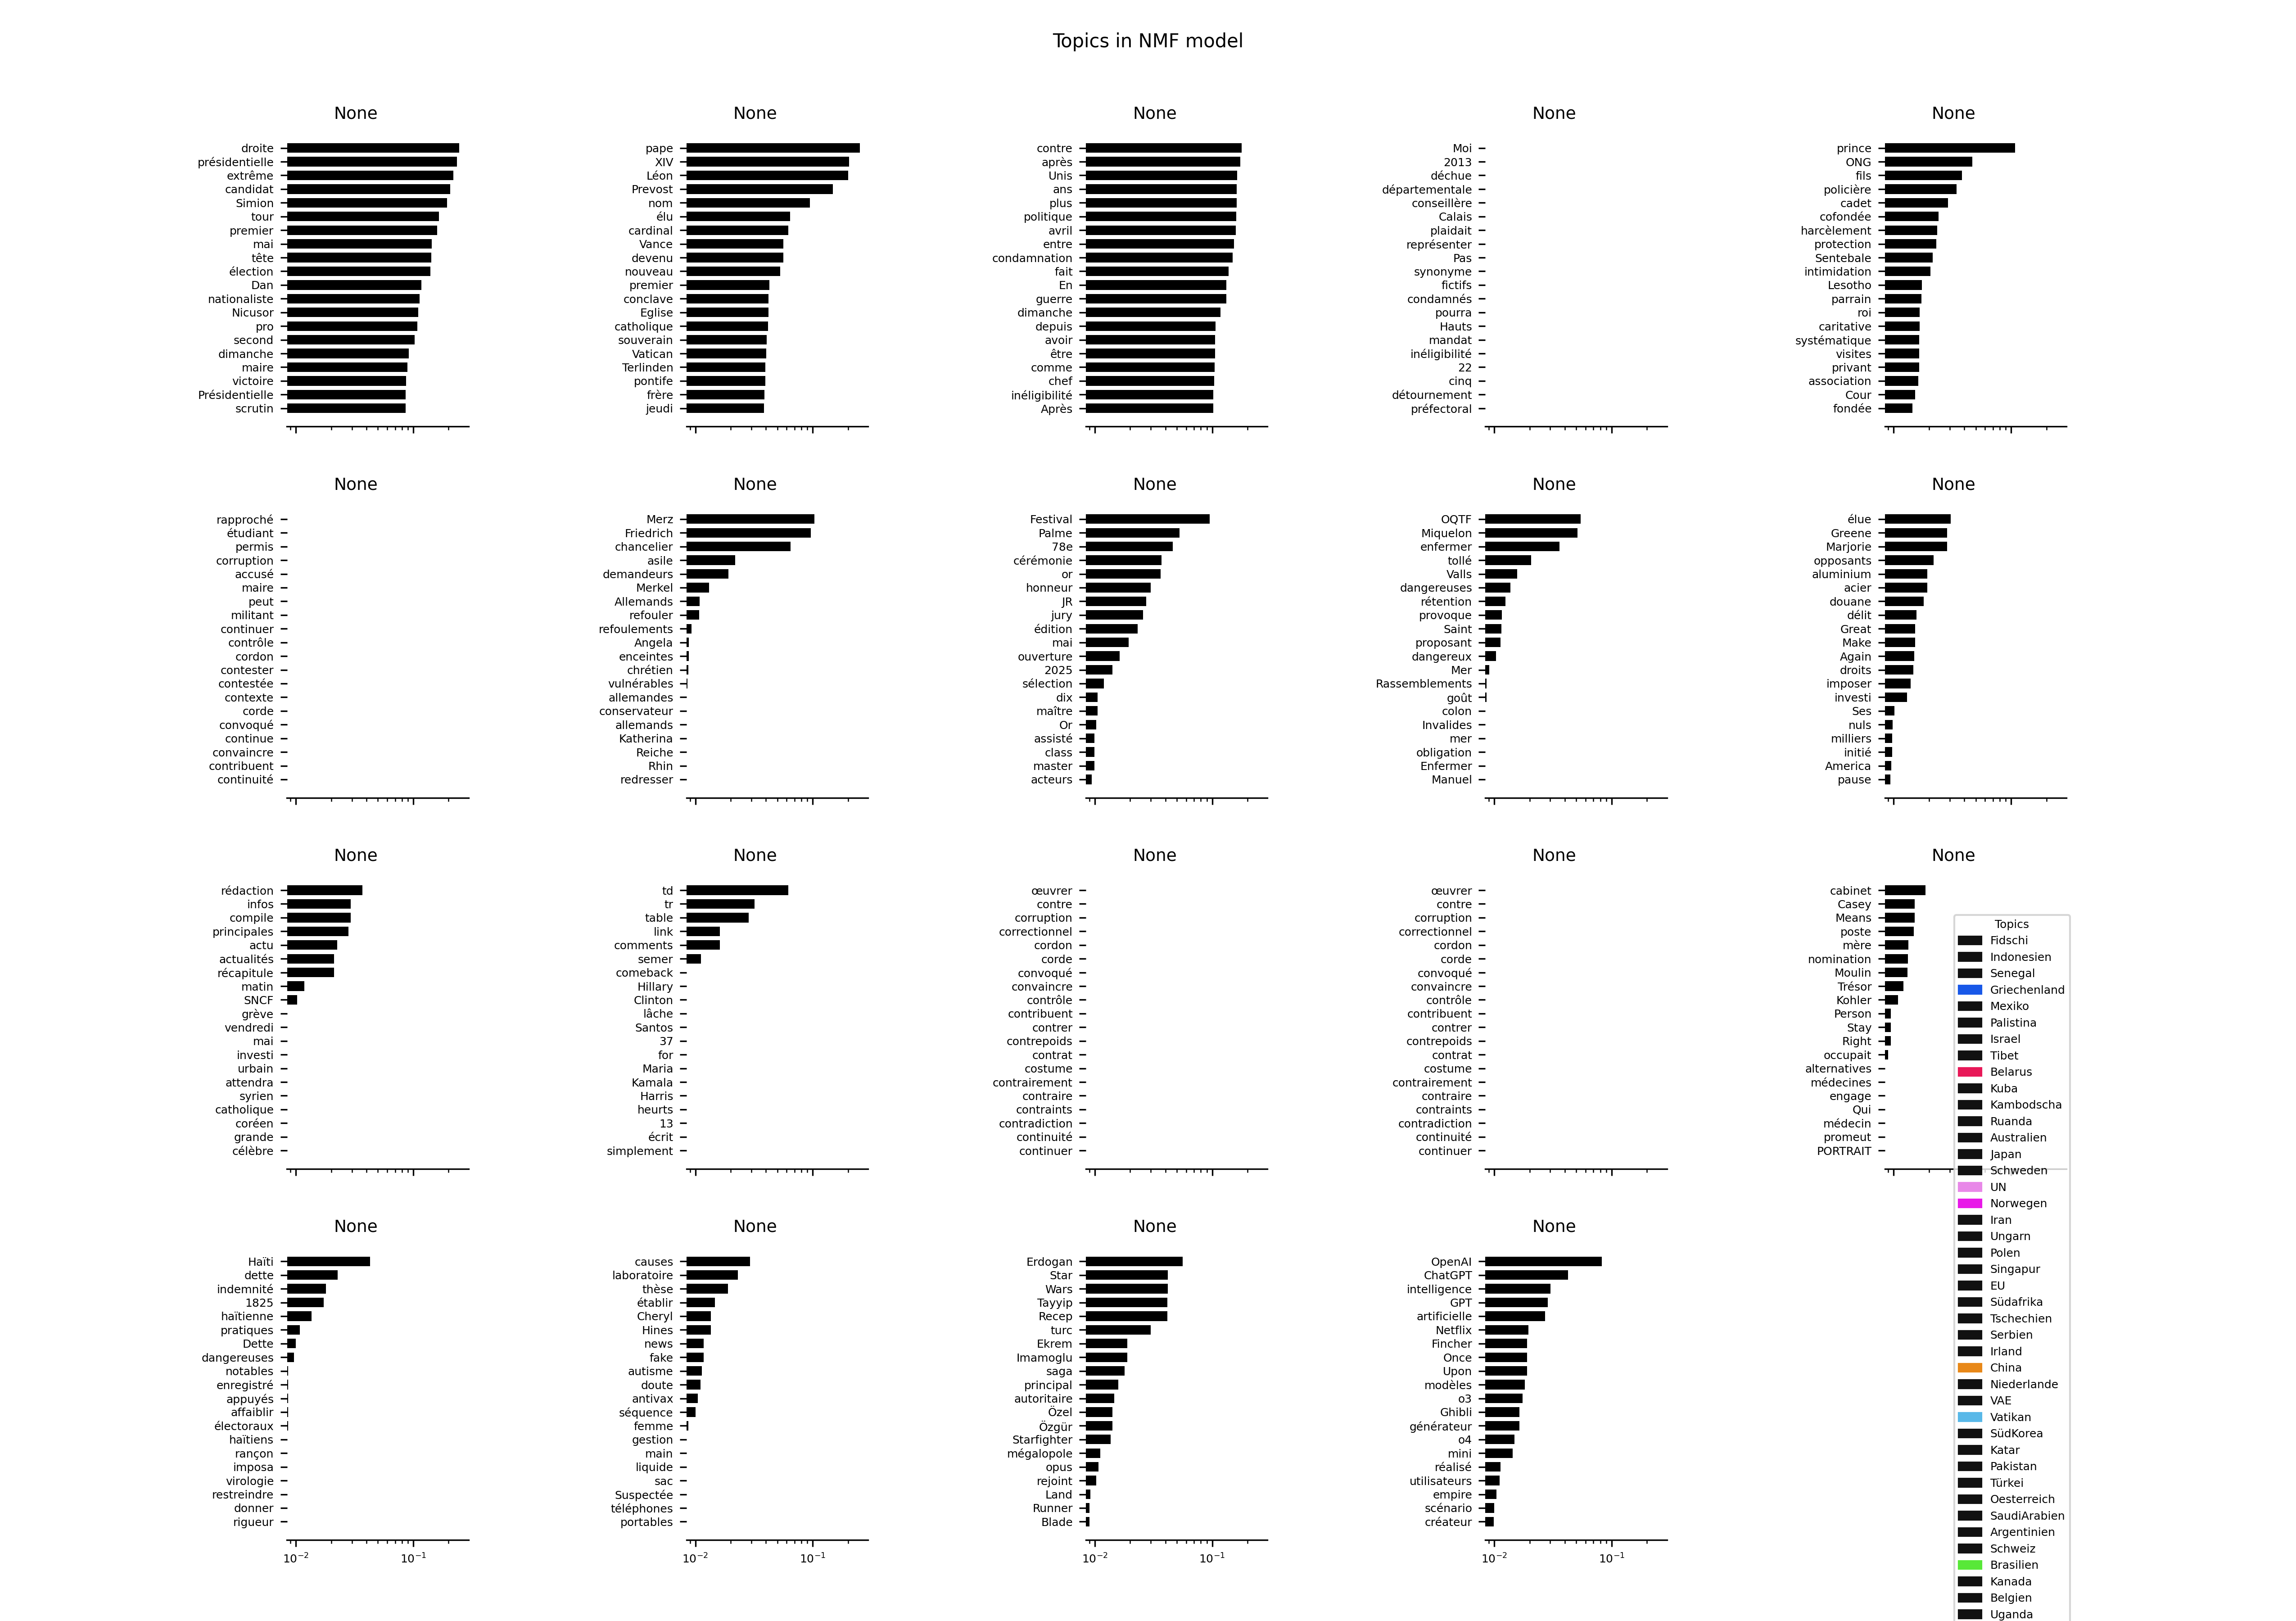 Topics in NMF model
None
droite
présidentielle
extrême
candidat
Simion
tour
premier
mai
tête
élection
Dan
nationaliste
Nicusor
pro
second
dimanche
maire
victoire
Présidentielle
scrutin
None
pape
XIV
Léon
Prevost
nom
élu
cardinal
Vance
devenu
nouveau
premier
conclave
Eglise
catholique
souverain
Vatican
Terlinden
pontife
frère
jeudi
None
contre
après
Unis
ans
plus
politique
avril
entre
condamnation
fait
En
guerre
dimanche
depuis
avoir
être
comme
chef
inéligibilité
Après
None
Moi
2013
déchue
départementale
conseillère
Calais
plaidait
représenter
Pas
synonyme
fictifs
condamnés
pourra
Hauts
mandat
inéligibilité
22
cinq
détournement
préfectoral
None
prince
ONG
fils
policière
cadet
cofondée
harcèlement
protection
Sentebale
intimidation
Lesotho
parrain
roi
caritative
systématique
visites
privant
association
Cour
fondée
None
rapproché
étudiant
permis
corruption
accusé
maire
peut
militant
continuer
contrôle
cordon
contester
contestée
contexte
corde
convoqué
continue
convaincre
contribuent
continuité
None
Merz
Friedrich
chancelier
asile
demandeurs
Merkel
Allemands
refouler
refoulements
Angela
enceintes
chrétien
vulnérables
allemandes
conservateur
allemands
Katherina
Reiche
Rhin
redresser
None
Festival
Palme
78e
cérémonie
or
honneur
JR
jury
édition
mai
ouverture
2025
sélection
dix
maître
Or
assisté
class
master
acteurs
None
OQTF
Miquelon
enfermer
tollé
Valls
dangereuses
rétention
provoque
Saint
proposant
dangereux
Mer
Rassemblements
goût
colon
Invalides
mer
obligation
Enfermer
Manuel
None
élue
Greene
Marjorie
opposants
aluminium
acier
douane
délit
Great
Make
Again
droits
imposer
investi
Ses
nuls
milliers
initié
America
pause
None
rédaction
infos
compile
principales
actu
actualités
récapitule
matin
SNCF
grève
vendredi
mai
investi
urbain
attendra
syrien
catholique
coréen
grande
célèbre
None
td
tr
table
link
comments
semer
comeback
Hillary
Clinton
lâche
Santos
37
for
Maria
Kamala
Harris
heurts
13
écrit
simplement
None
œuvrer
contre
corruption
correctionnel
cordon
corde
convoqué
convaincre
contrôle
contribuent
contrer
contrepoids
contrat
costume
contrairement
contraire
contraints
contradiction
continuité
continuer
None
œuvrer
contre
corruption
correctionnel
cordon
corde
convoqué
convaincre
contrôle
contribuent
contrer
contrepoids
contrat
costume
contrairement
contraire
contraints
contradiction
continuité
continuer
None
cabinet
Casey
Means
poste
mère
nomination
Moulin
Trésor
Kohler
Person
Stay
Right
occupait
alternatives
médecines
engage
Qui
médecin
promeut
PORTRAIT
None
Haïti
dette
indemnité
1825
haïtienne
pratiques
Dette
dangereuses
notables
enregistré
appuyés
affaiblir
électoraux
haïtiens
rançon
imposa
virologie
restreindre
donner
rigueur
10⁻² 10⁻¹
None
causes
laboratoire
thèse
établir
Cheryl
Hines
news
fake
autisme
doute
antivax
séquence
femme
gestion
main
liquide
sac
Suspectée
téléphones
portables
10⁻² 10⁻¹
None
Erdogan
Star
Wars
Tayyip
Recep
turc
Ekrem
Imamoglu
saga
principal
autoritaire
Özel
Özgür
Starfighter
mégalopole
opus
rejoint
Land
Runner
Blade
10⁻² 10⁻¹
None
OpenAI
ChatGPT
intelligence
GPT
artificielle
Netflix
Fincher
Once
Upon
modèles
o3
Ghibli
générateur
o4
mini
réalisé
utilisateurs
empire
scénario
créateur
10⁻² 10⁻¹
Topics
Fidschi
Indonesien
Senegal
Griechenland
Mexiko
Palistina
Israel
Tibet
Belarus
Kuba
Kambodscha
Ruanda
Australien
Japan
Schweden
UN
Norwegen
Iran
Ungarn
Polen
Singapur
EU
Südafrika
Tschechien
Serbien
Irland
China
Niederlande
VAE
Vatikan
SüdKorea
Katar
Pakistan
Türkei
Oesterreich
SaudiArabien
Argentinien
Schweiz
Brasilien
Kanada
Belgien
Uganda